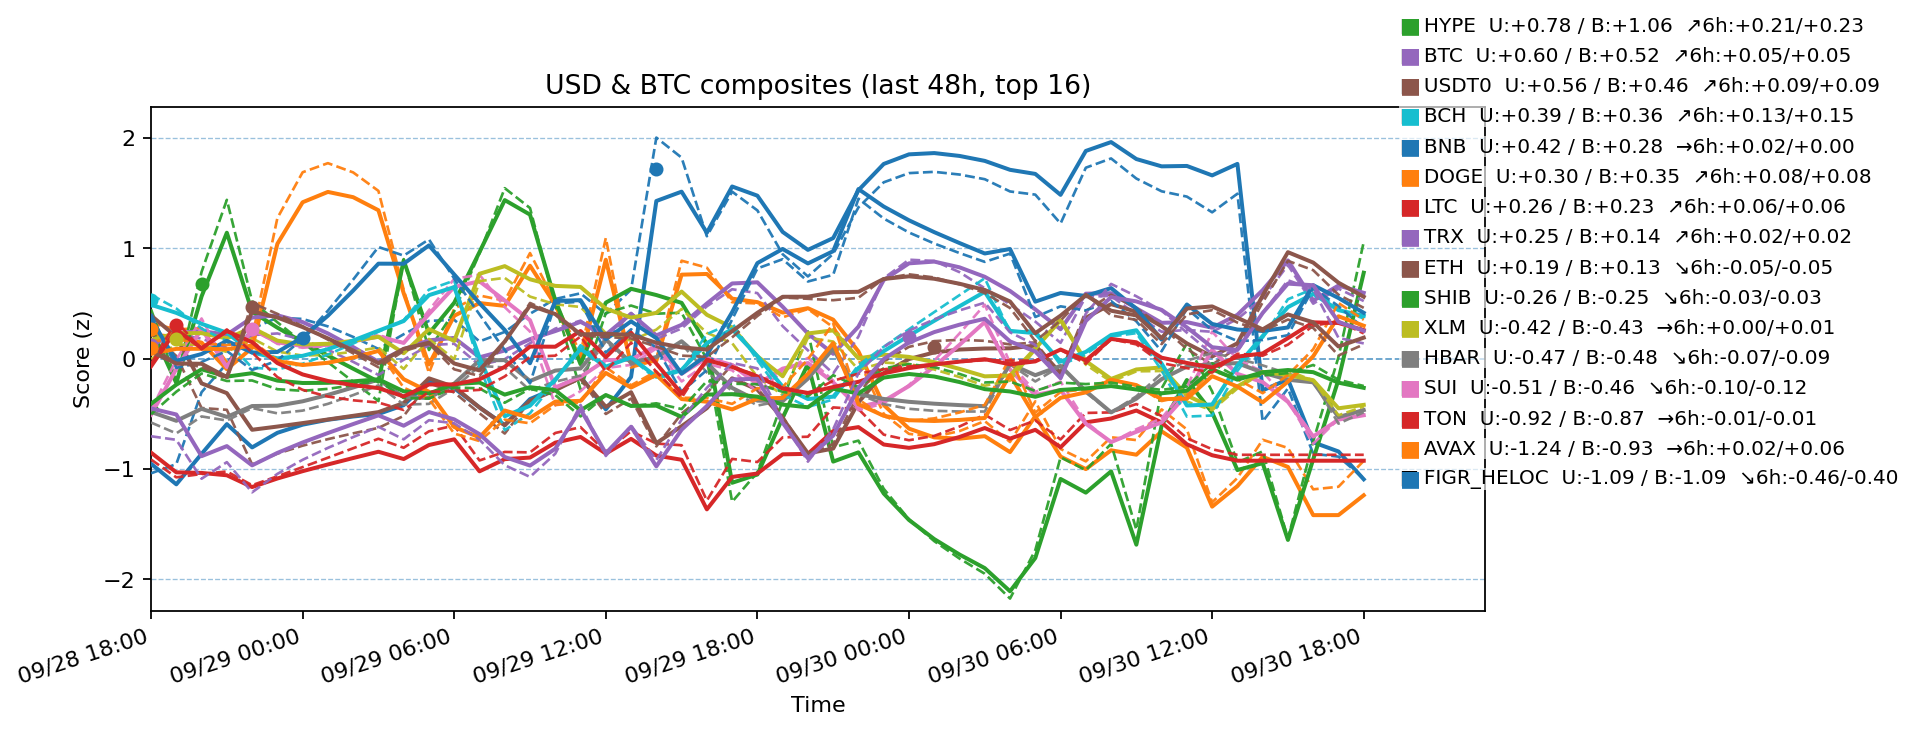 HYPE U:+0.78 / B:+1.06 ↗6h:+0.21/+0.23
BTC U:+0.60 / B:+0.52 ↗6h:+0.05/+0.05
USDT0 U:+0.56 / B:+0.46 ↗6h:+0.09/+0.09
BCH U:+0.39 / B:+0.36 ↗6h:+0.13/+0.15
BNB U:+0.42 / B:+0.28 →6h:+0.02/+0.00
DOGE U:+0.30 / B:+0.35 ↗6h:+0.08/+0.08
LTC U:+0.26 / B:+0.23 ↗6h:+0.06/+0.06
TRX U:+0.25 / B:+0.14 ↗6h:+0.02/+0.02
ETH U:+0.19 / B:+0.13 ↘6h:-0.05/-0.05
SHIB U:-0.26 / B:-0.25 ↘6h:-0.03/-0.03
XLM U:-0.42 / B:-0.43 →6h:+0.00/+0.01
HBAR U:-0.47 / B:-0.48 ↘6h:-0.07/-0.09
SUI U:-0.51 / B:-0.46 ↘6h:-0.10/-0.12
TON U:-0.92 / B:-0.87 →6h:-0.01/-0.01
AVAX U:-1.24 / B:-0.93 →6h:+0.02/+0.06
FIGR_HELOC U:-1.09 / B:-1.09 ↘6h:-0.46/-0.40
USD & BTC composites (last 48h, top 16)
Score (z)
2
1
0
−1
−2
09/28 18:00
09/29 00:00
09/29 06:00
09/29 12:00
09/29 18:00
09/30 00:00
09/30 06:00
09/30 12:00
09/30 18:00
Time